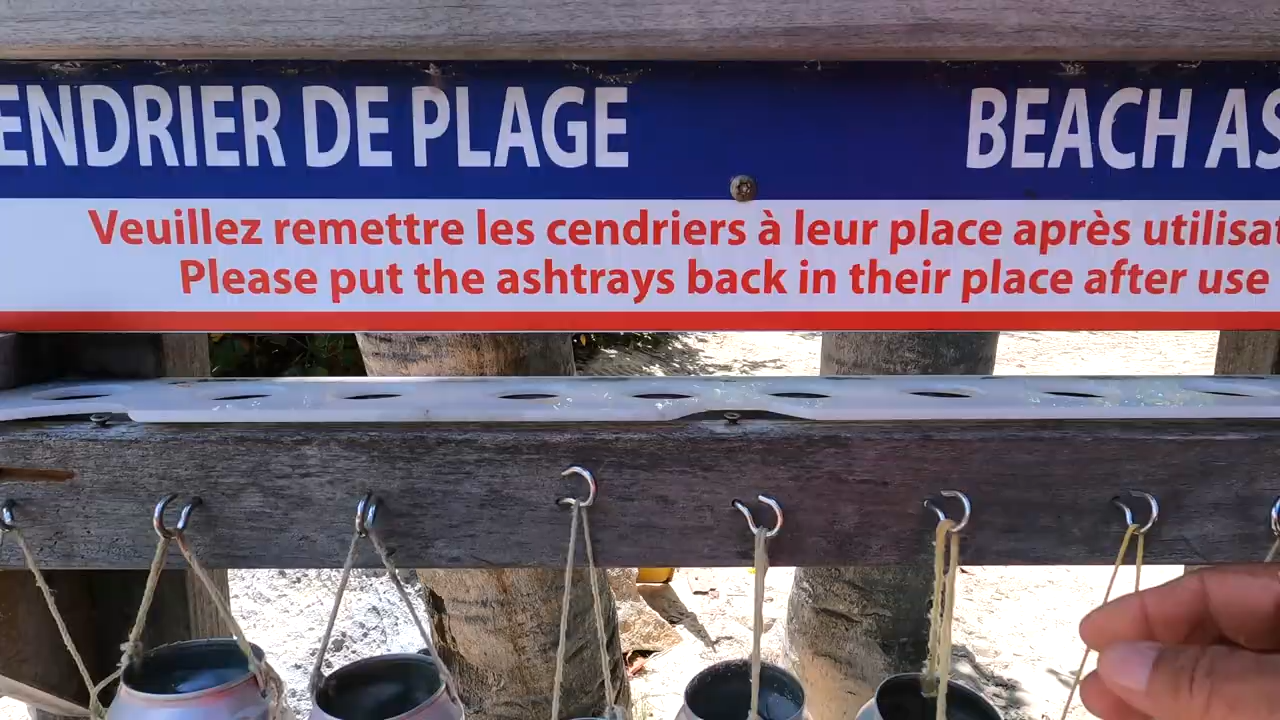 ENDRIER DE PLAGE BEACH AS
Veuillez remettre les cendriers à leur place après utilisat
Please put the ashtrays back in their place after use